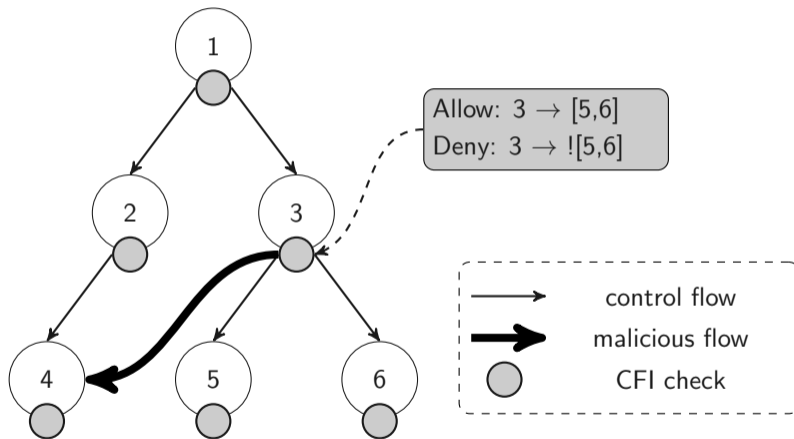 1
Allow: 3 → [5,6]
Deny: 3 → ![5,6]
2
3
control flow
malicious flow
4
5
6
CFI check